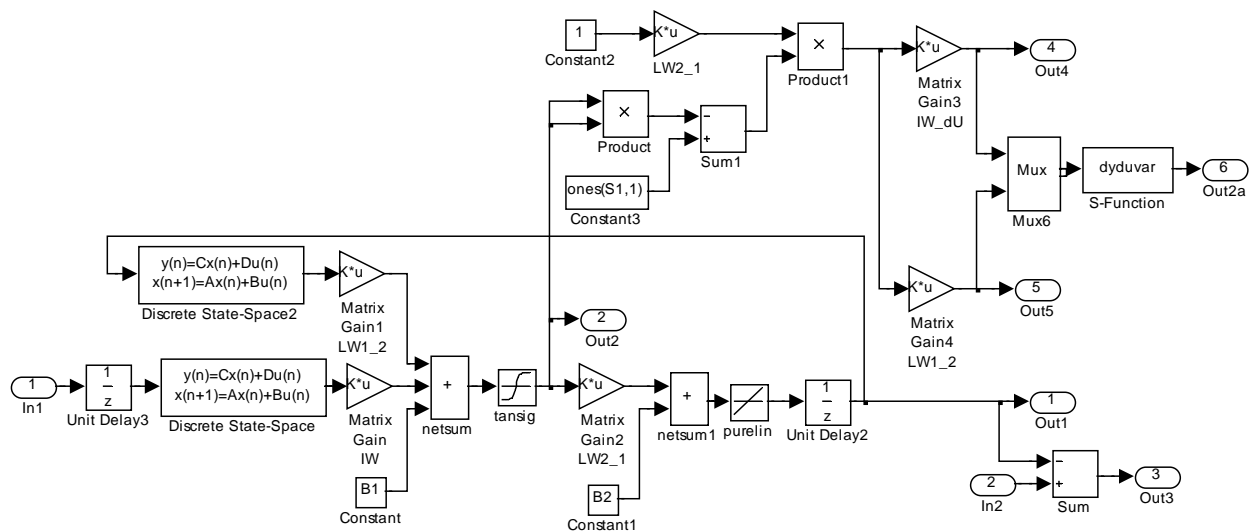 1
Constant2
K*u
LW2_1
×
Product1
K*u
Matrix
Gain3
IW_dU
4
Out4
×
Product
−
+
Sum1
ones(S1,1)
Constant3
Mux
Mux6
dyduvar
S-Function
6
Out2a
y(n)=Cx(n)+Du(n)
x(n+1)=Ax(n)+Bu(n)
Discrete State-Space2
K*u
Matrix
Gain1
LW1_2
2
Out2
K*u
Matrix
Gain4
LW1_2
5
Out5
1
In1
1
z
Unit Delay3
y(n)=Cx(n)+Du(n)
x(n+1)=Ax(n)+Bu(n)
Discrete State-Space
K*u
Matrix
Gain
IW
+
netsum
tansig
K*u
Matrix
Gain2
LW2_1
+
netsum1
purelin
1
z
Unit Delay2
1
Out1
B1
Constant
B2
Constant1
2
In2
−
+
Sum
3
Out3